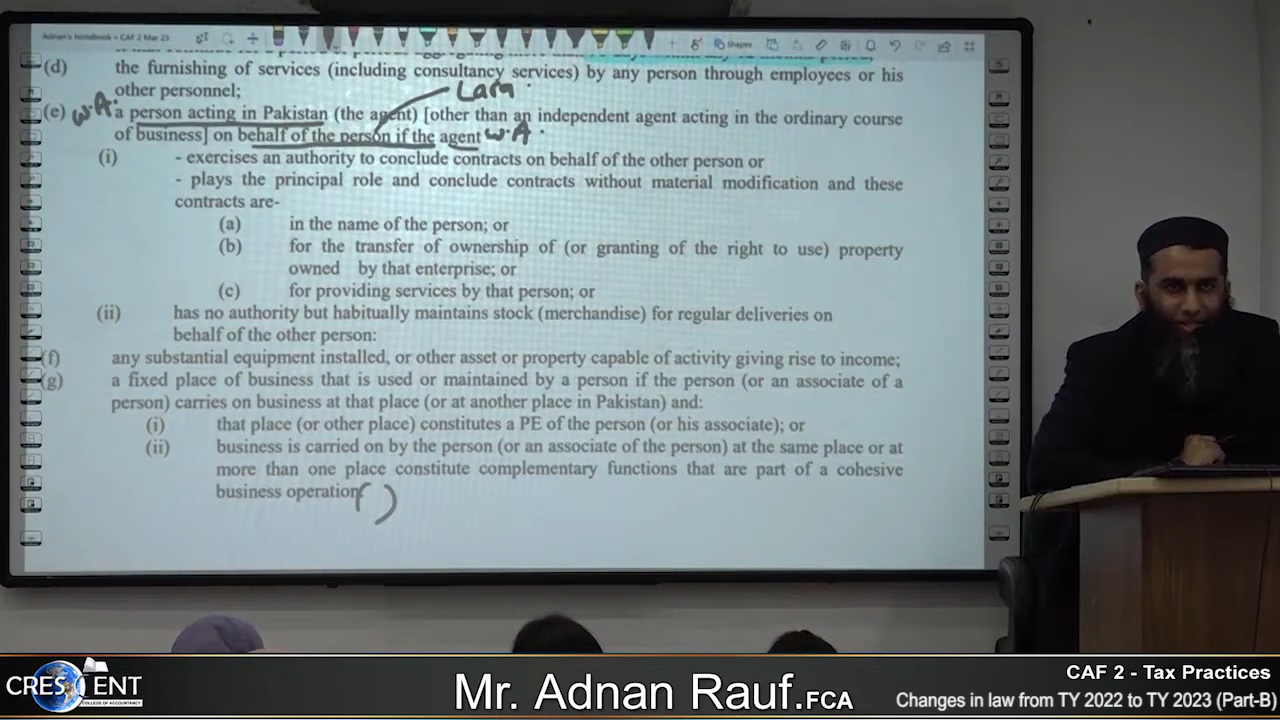 Adnan's Notebook » CAF 2 Mar 23
Shapes
(d) the furnishing of services (including consultancy services) by any person through employees or his
other personnel;
Lara
(e) W.A. a person acting in Pakistan (the agent) [other than an independent agent acting in the ordinary course
of business] on behalf of the person if the agent W.A.
(i) - exercises an authority to conclude contracts on behalf of the other person or
- plays the principal role and conclude contracts without material modification and these
contracts are-
(a) in the name of the person; or
(b) for the transfer of ownership of (or granting of the right to use) property
owned by that enterprise; or
(c) for providing services by that person; or
(ii) has no authority but habitually maintains stock (merchandise) for regular deliveries on
behalf of the other person:
(f) any substantial equipment installed, or other asset or property capable of activity giving rise to income;
(g) a fixed place of business that is used or maintained by a person if the person (or an associate of a
person) carries on business at that place (or at another place in Pakistan) and:
(i) that place (or other place) constitutes a PE of the person (or his associate); or
(ii) business is carried on by the person (or an associate of the person) at the same place or at
more than one place constitute complementary functions that are part of a cohesive
business operation
CRESCENT
COLLEGE OF ACCOUNTANCY
Mr. Adnan Rauf.FCA
CAF 2 - Tax Practices
Changes in law from TY 2022 to TY 2023 (Part-B)